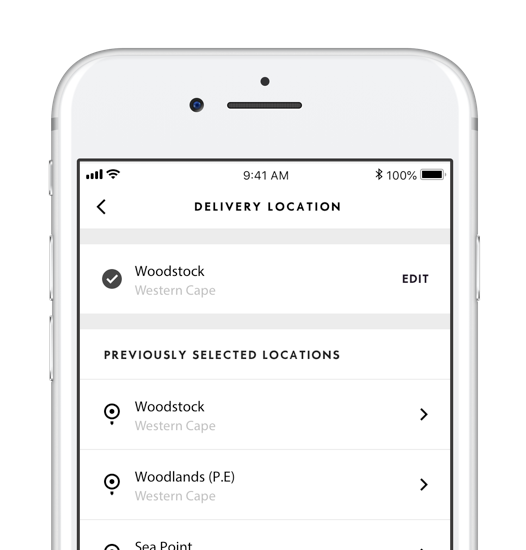 9:41 AM
100%
DELIVERY LOCATION
Woodstock
Western Cape
EDIT
PREVIOUSLY SELECTED LOCATIONS
Woodstock
Western Cape
Woodlands (P.E)
Western Cape
Sea Point